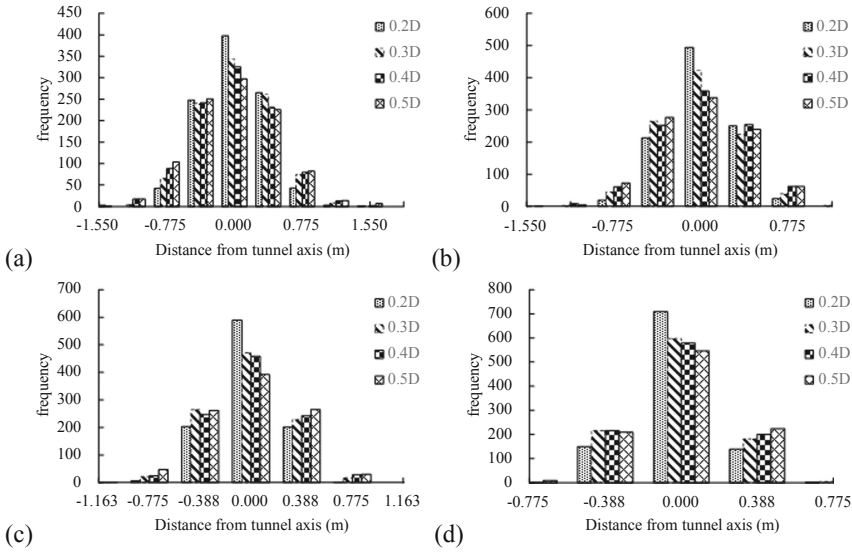 450
400
350
300
250
200
150
100
50
0
frequency
0.2D
0.3D
0.4D
0.5D
-1.550 -0.775 0.000 0.775 1.550
Distance from tunnel axis (m)
(a)
600
500
400
300
200
100
0
frequency
0.2D
0.3D
0.4D
0.5D
-1.550 -0.775 0.000 0.775
Distance from tunnel axis (m)
(b)
700
600
500
400
300
200
100
0
frequency
0.2D
0.3D
0.4D
0.5D
-1.163 -0.775 -0.388 0.000 0.388 0.775 1.163
Distance from tunnel axis (m)
(c)
800
700
600
500
400
300
200
100
0
frequency
0.2D
0.3D
0.4D
0.5D
-0.775 -0.388 0.000 0.388 0.775
Distance from tunnel axis (m)
(d)